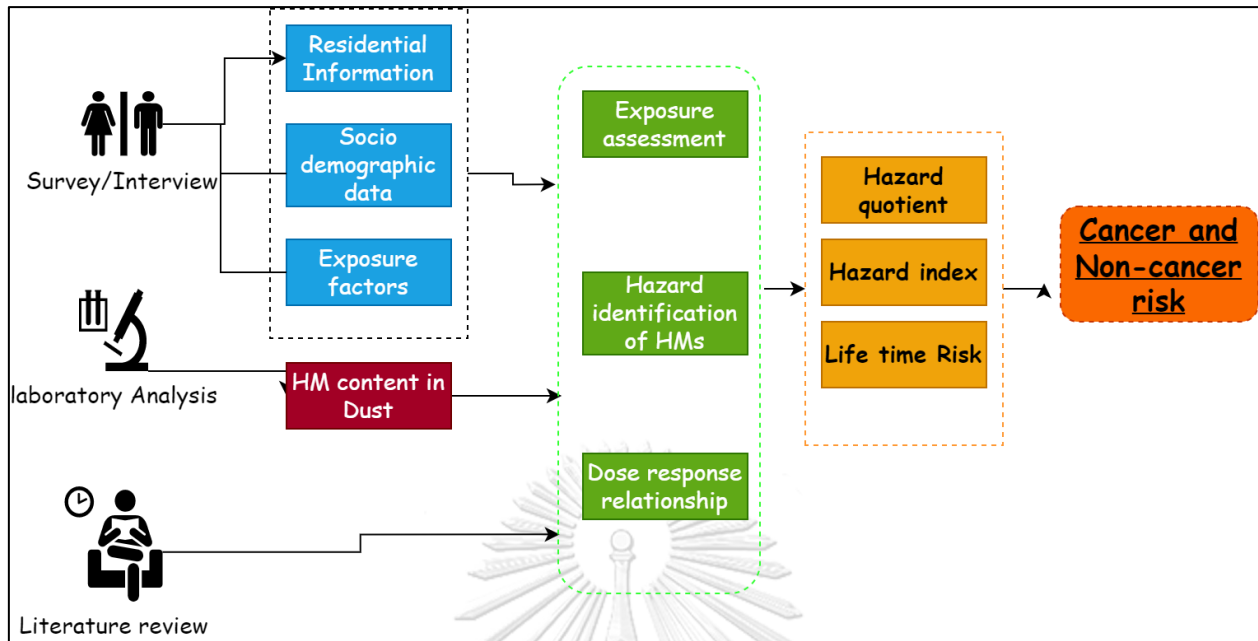 Residential
Information
Survey/Interview
Socio
demographic
data
Exposure
factors
laboratory Analysis
HM content in
Dust
Literature review
Exposure
assessment
Hazard
identification
of HMs
Dose response
relationship
Hazard
quotient
Hazard index
Life time Risk
Cancer and
Non-cancer
risk